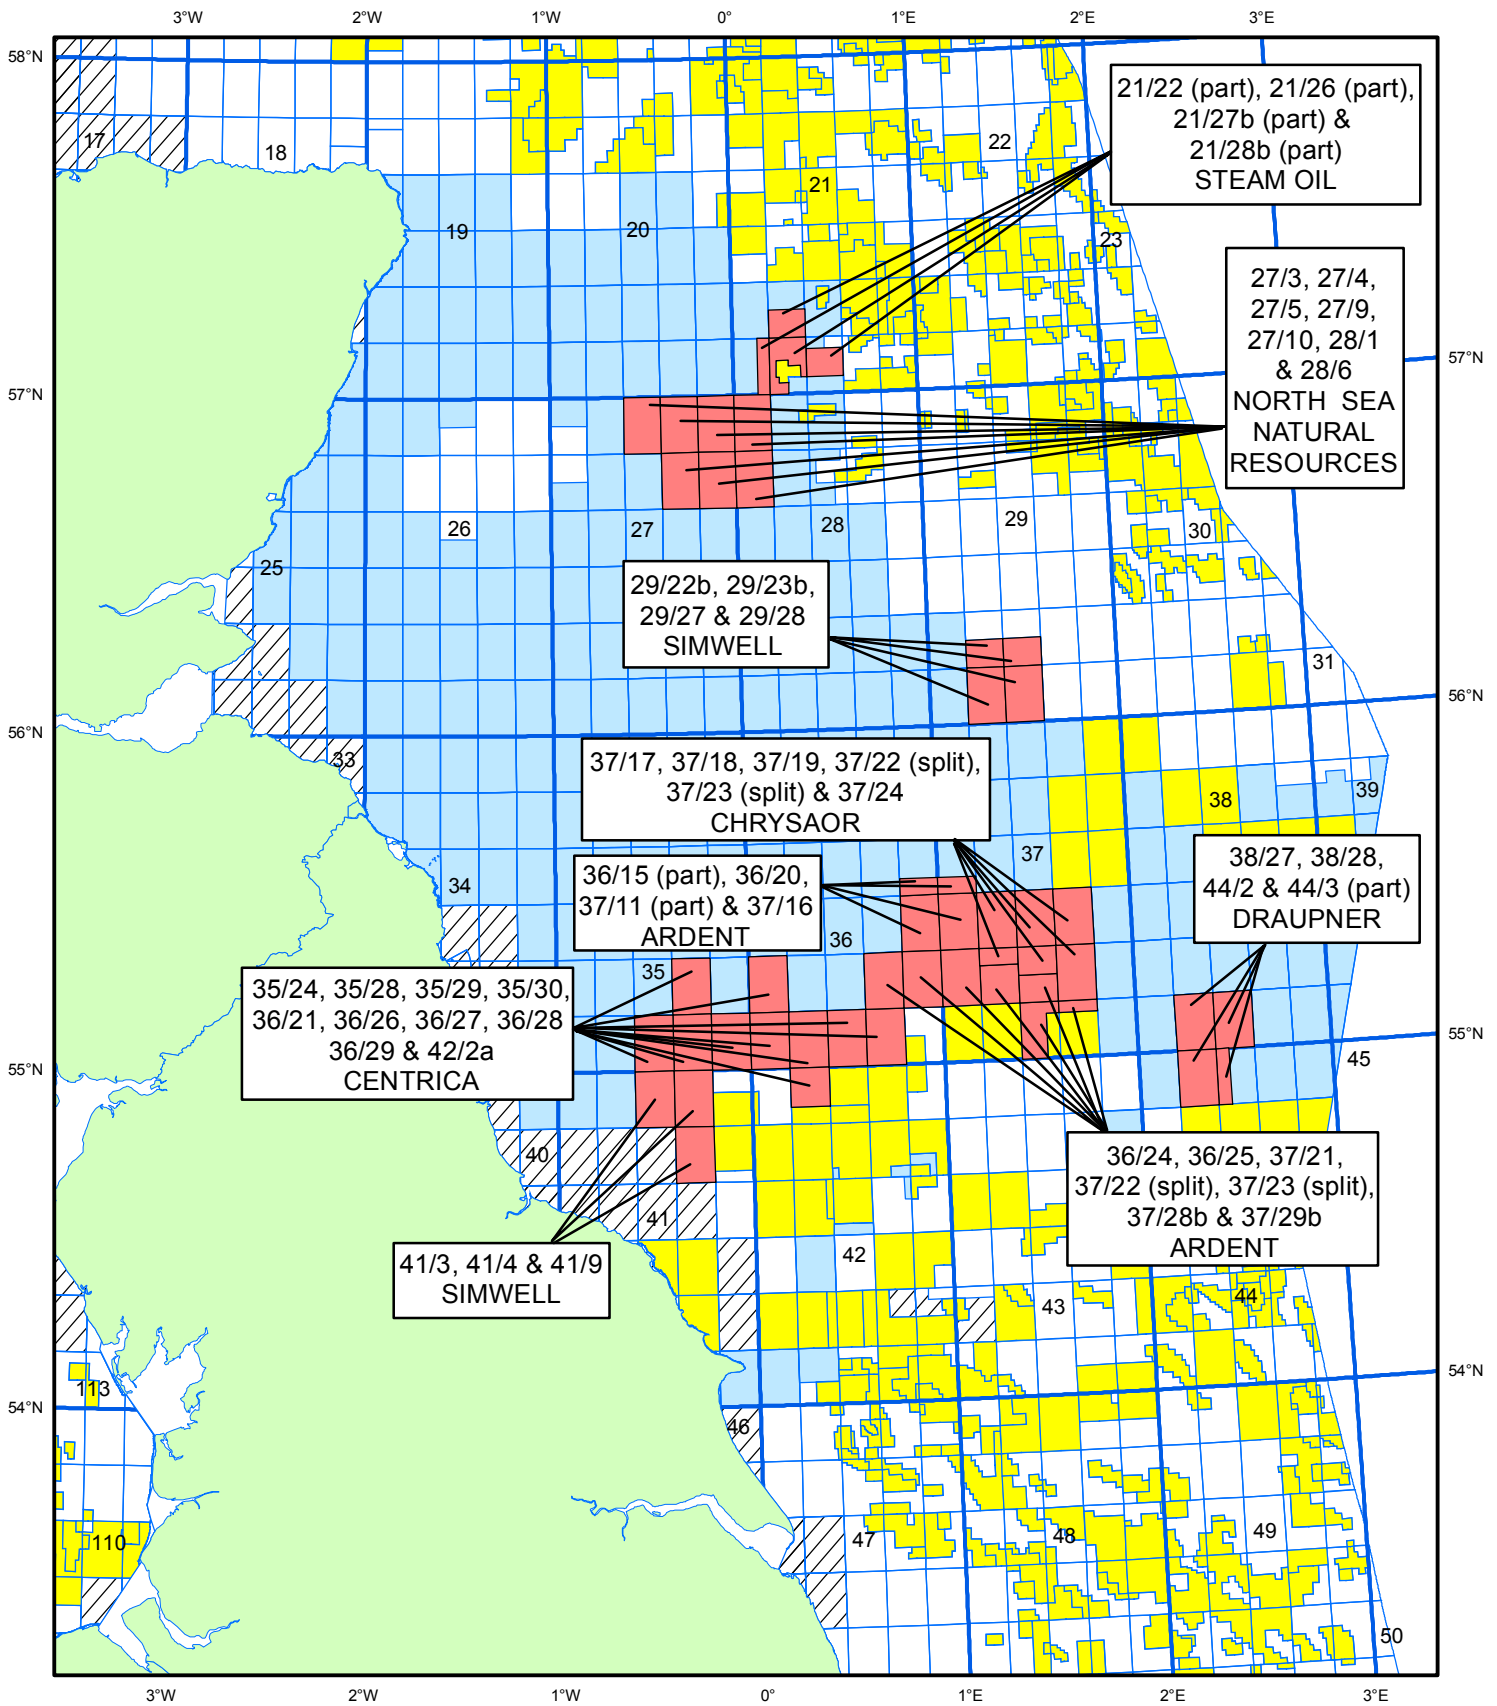 3°W 2°W 1°W 0° 1°E 2°E 3°E
58°N
21/22 (part), 21/26 (part),
21/27b (part) &
21/28b (part)
STEAM OIL
17
18
22
21
19
20
23
27/3, 27/4,
27/5, 27/9,
27/10, 28/1
& 28/6
NORTH SEA
NATURAL
RESOURCES
57°N
57°N
26
27
28
29
30
25
29/22b, 29/23b,
29/27 & 29/28
SIMWELL
31
56°N
56°N
33
37/17, 37/18, 37/19, 37/22 (split),
37/23 (split) & 37/24
CHRYSAOR
38
39
37
34
36/15 (part), 36/20,
37/11 (part) & 37/16
ARDENT
38/27, 38/28,
44/2 & 44/3 (part)
DRAUPNER
36
35
35/24, 35/28, 35/29, 35/30,
36/21, 36/26, 36/27, 36/28
36/29 & 42/2a
CENTRICA
55°N
55°N
45
40
36/24, 36/25, 37/21,
37/22 (split), 37/23 (split),
37/28b & 37/29b
ARDENT
41
42
41/3, 41/4 & 41/9
SIMWELL
43
44
54°N
113
54°N
46
110
47
48
49
50
3°W 2°W 1°W 0° 1°E 2°E 3°E